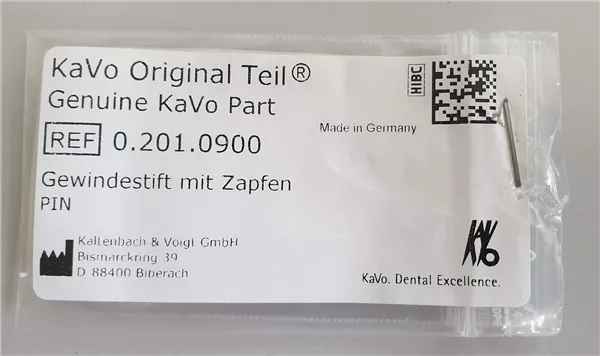 KaVo Original Teil®
Genuine KaVo Part
HIBC
REF 0.201.0900
Made in Germany
Gewindestift mit Zapfen
PIN
Kaltenbach & Voigt GmbH
Bismarckring 39
D 88400 Biberach
KAVO
KaVo. Dental Excellence.